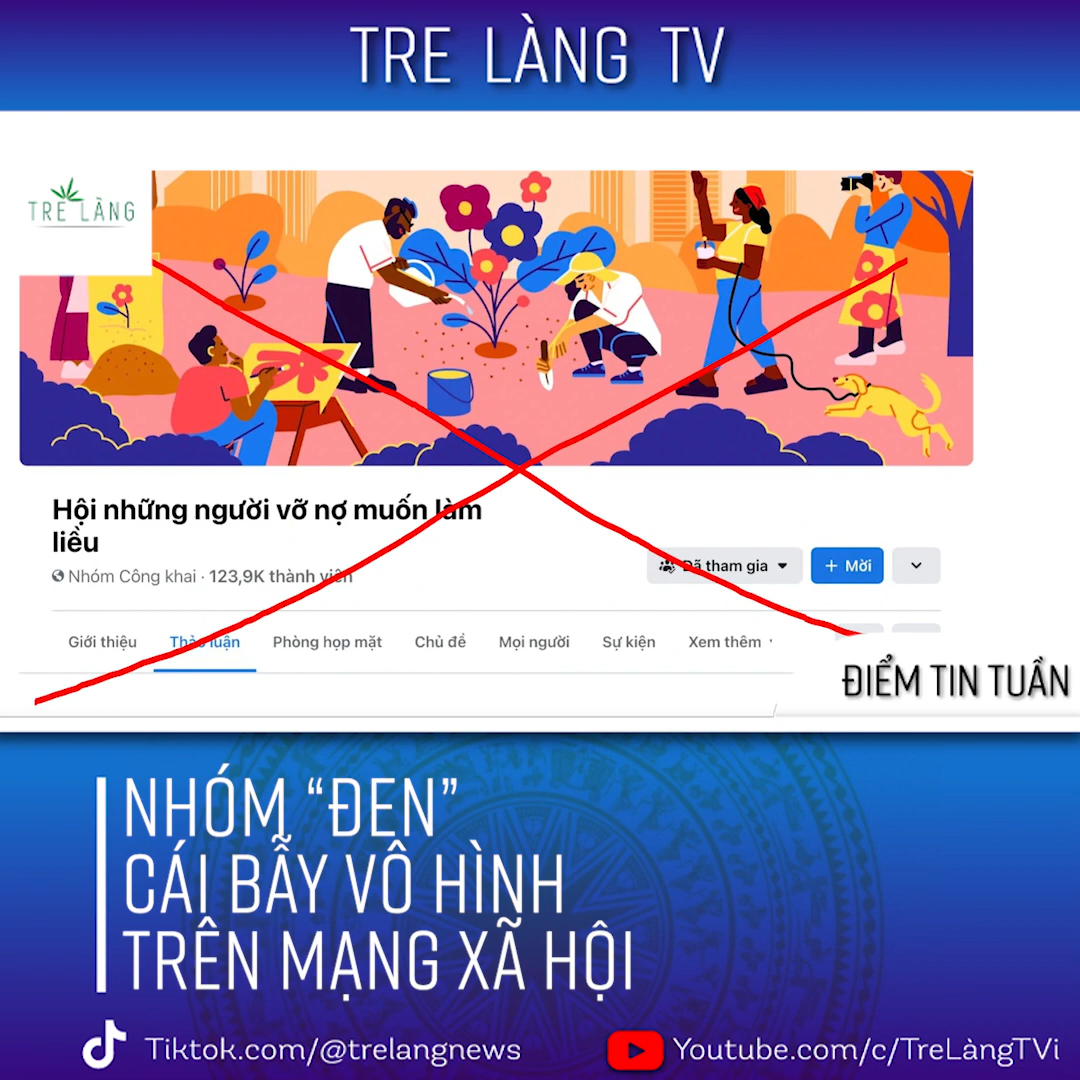 TRE LÀNG TV
TRE LÀNG
Hội những người vỡ nợ muốn làm
liều
Nhóm Công khai · 123,9K thành viên
Đã tham gia
+ Mời
Giới thiệu
Thảo luận
Phòng họp mặt
Chủ đề
Mọi người
Sự kiện
Xem thêm
ĐIỂM TIN TUẦN
NHÓM “ĐEN”
CÁI BẪY VÔ HÌNH
TRÊN MẠNG XÃ HỘI
Tiktok.com/@trelangnews
Youtube.com/c/TreLàngTVi